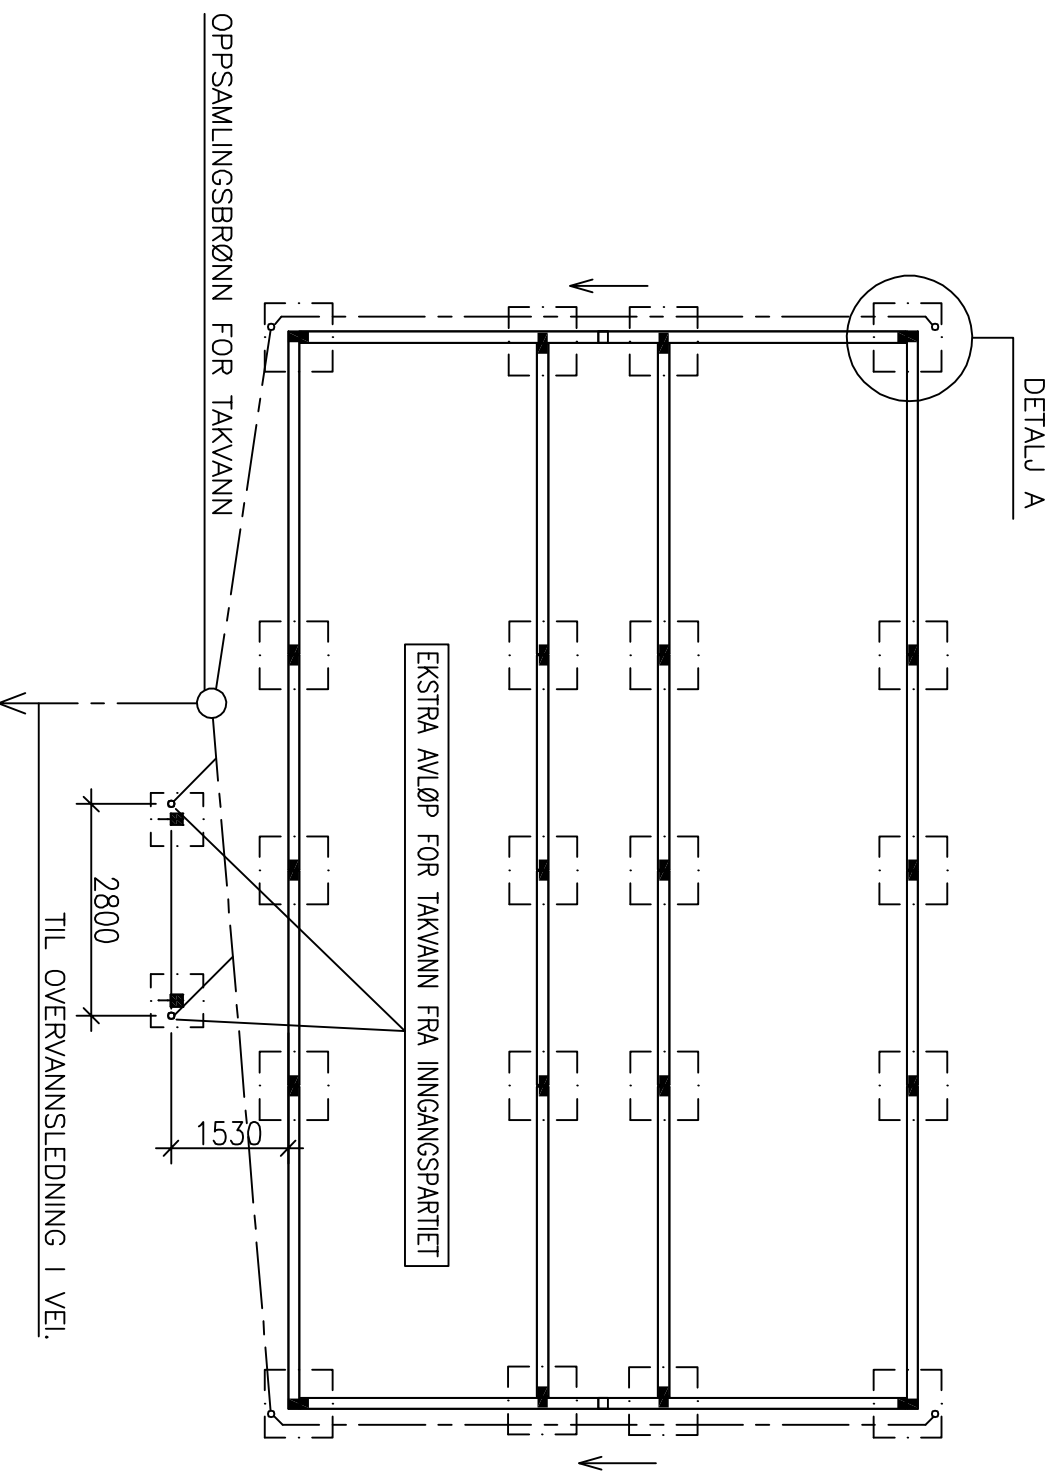 DETALJ A
OPPSAMLINGSBRØNN FOR TAKVANN
EKSTRA AVLØP FOR TAKVANN FRA INNGANGSPARTIET
2800
1530
TIL OVERVANNSLEDNING I VEI.